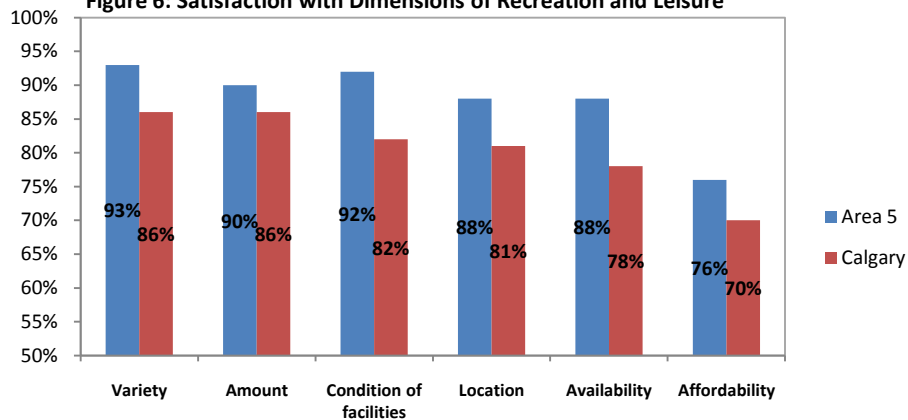 Figure 6: Satisfaction with Dimensions of Recreation and Leisure
100%
95%
90%
85%
80%
75%
70%
65%
60%
55%
50%
93%
86%
90%
86%
92%
82%
88%
81%
88%
78%
76%
70%
Area 5
Calgary
Variety
Amount
Condition of
facilities
Location
Availability
Affordability